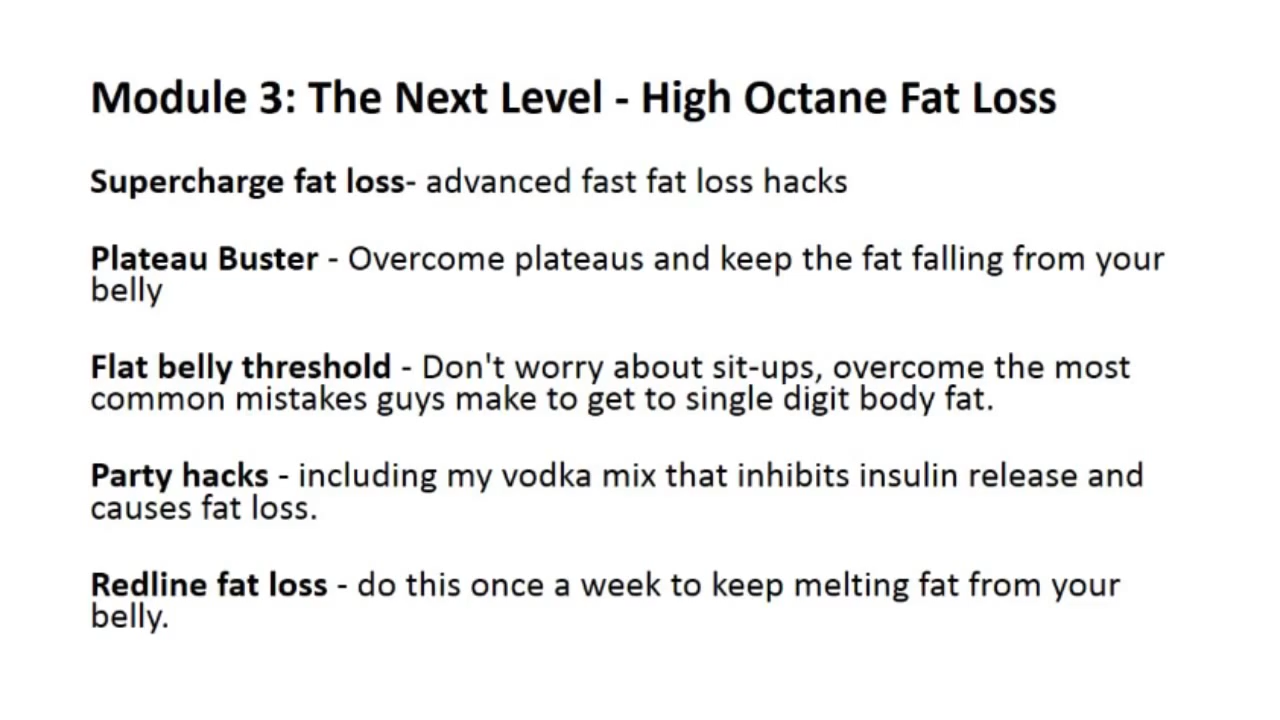 Module 3: The Next Level - High Octane Fat Loss
Supercharge fat loss- advanced fast fat loss hacks
Plateau Buster - Overcome plateaus and keep the fat falling from your
belly
Flat belly threshold - Don't worry about sit-ups, overcome the most
common mistakes guys make to get to single digit body fat.
Party hacks - including my vodka mix that inhibits insulin release and
causes fat loss.
Redline fat loss - do this once a week to keep melting fat from your
belly.